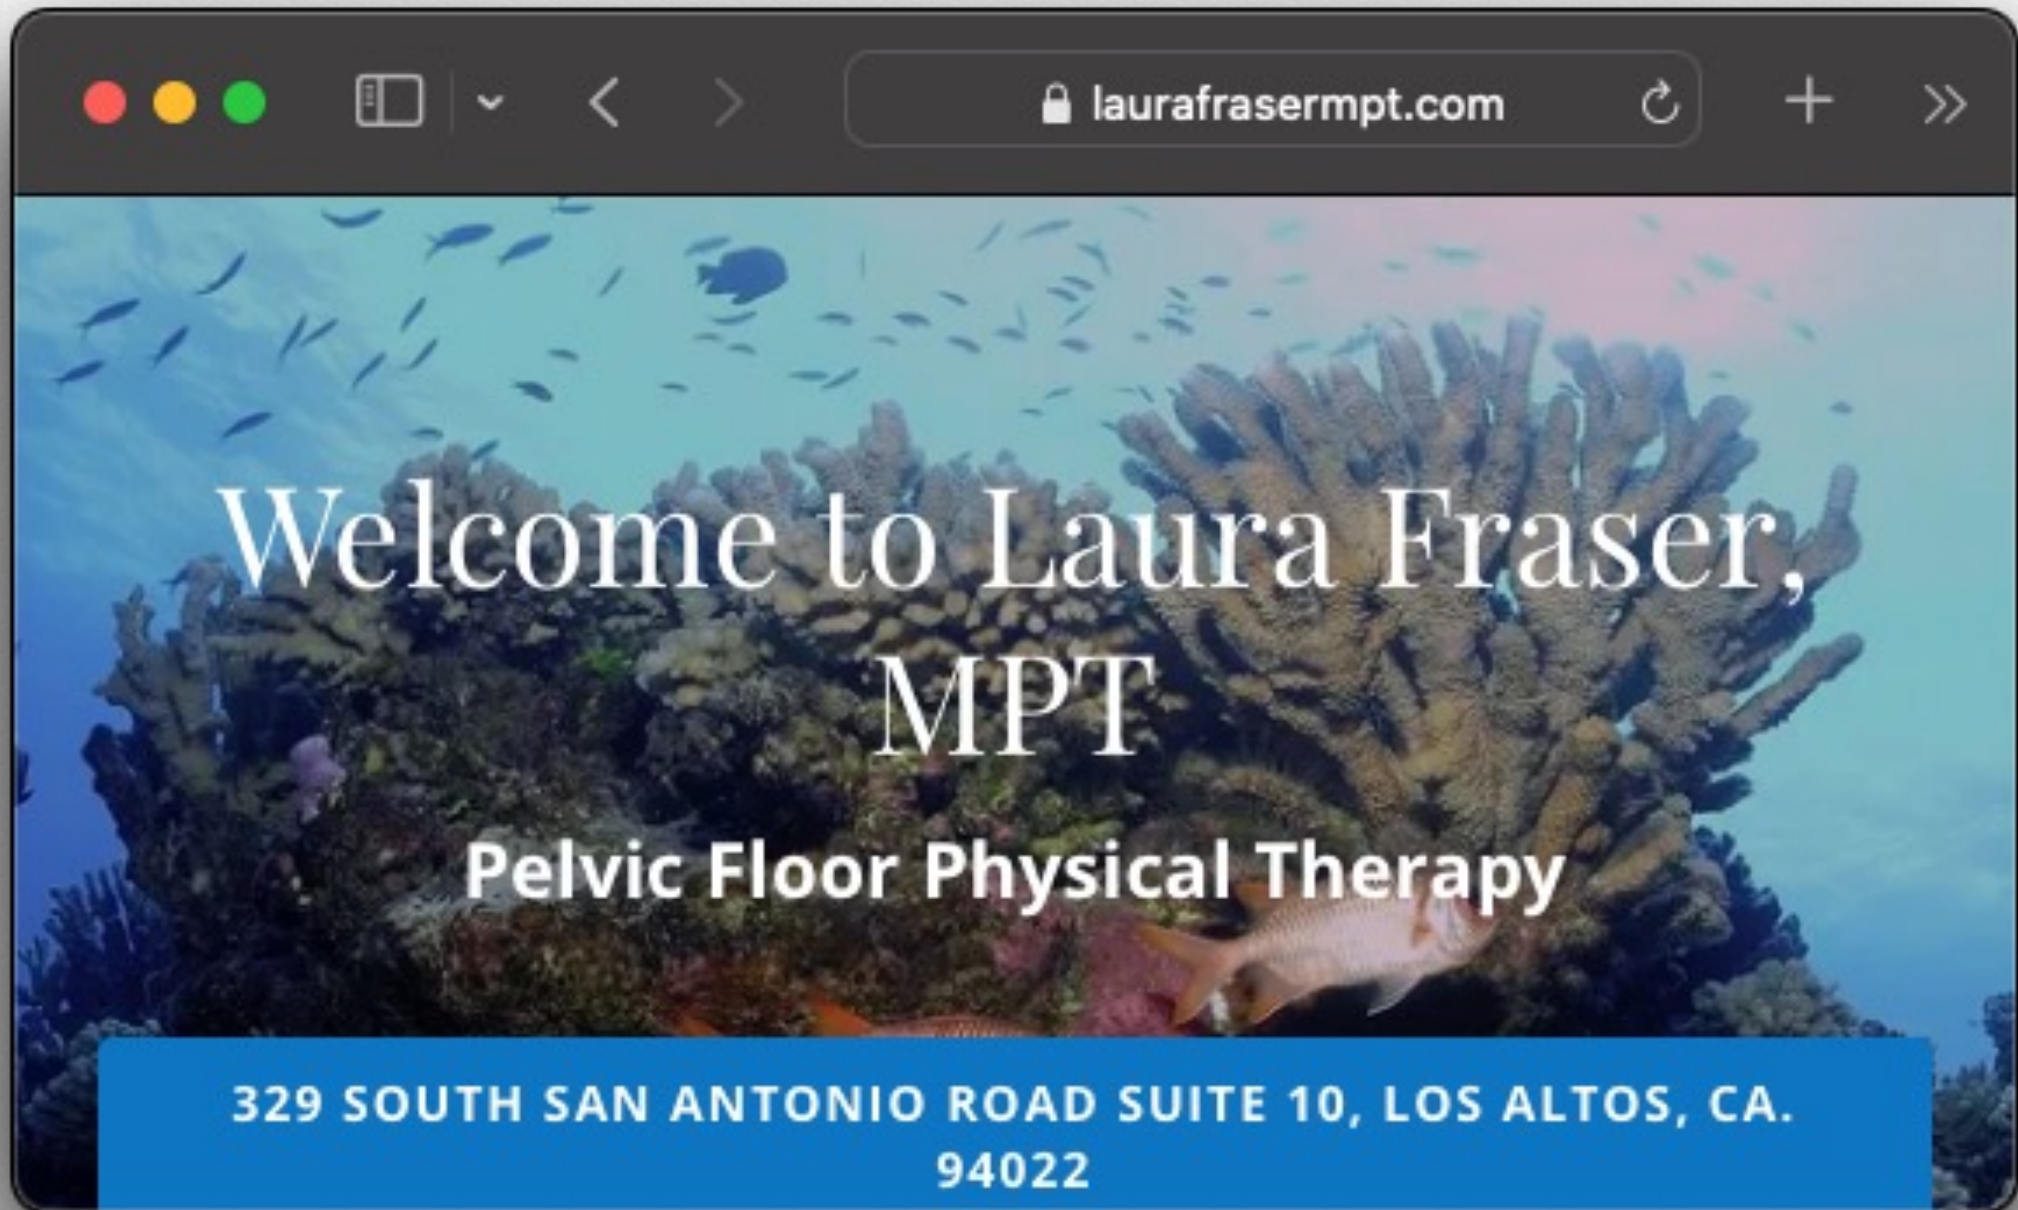 laurafrasermpt.com
Welcome to Laura Fraser,
MPT
Pelvic Floor Physical Therapy
329 SOUTH SAN ANTONIO ROAD SUITE 10, LOS ALTOS, CA.
94022